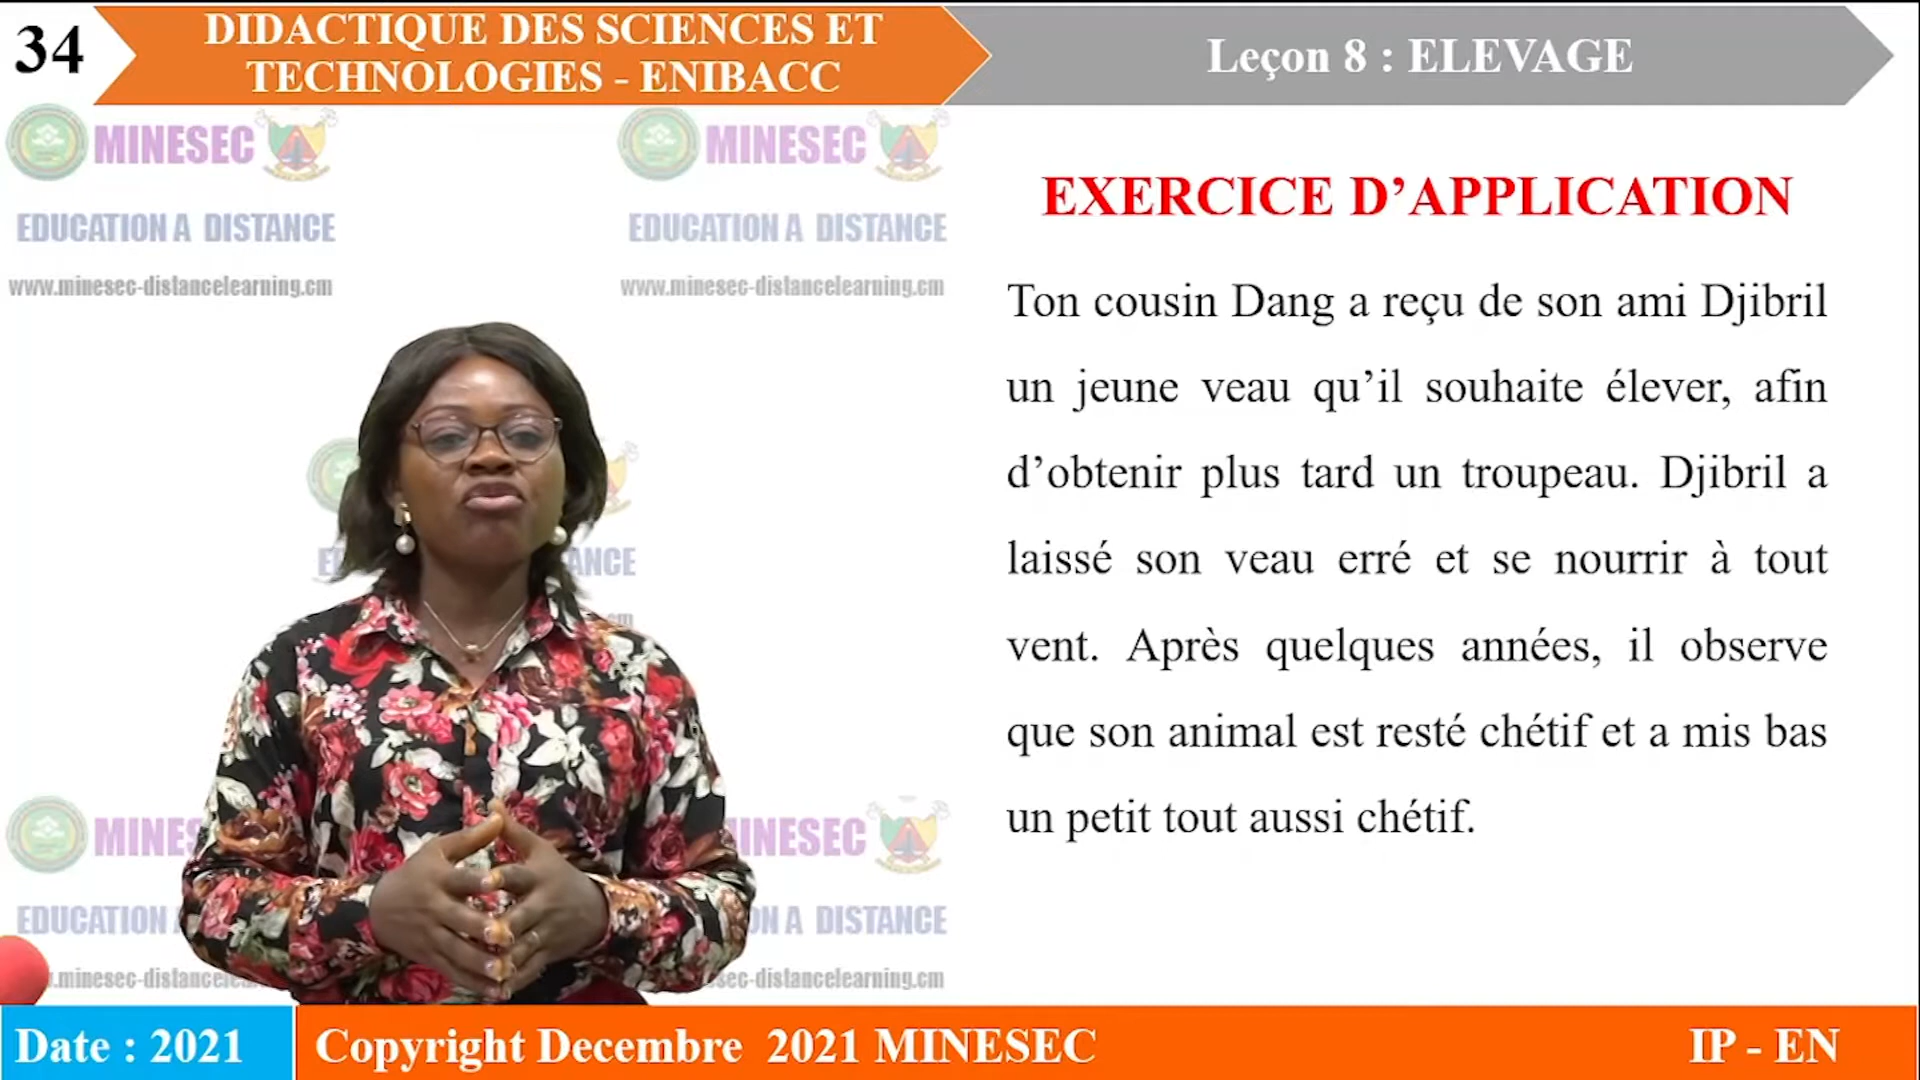 34
DIDACTIQUE DES SCIENCES ET
TECHNOLOGIES - ENIBACC
Leçon 8 : ELEVAGE
MINESEC
EDUCATION A DISTANCE
www.minesec-distancelearning.cm
MINESEC
EDUCATION A DISTANCE
www.minesec-distancelearning.cm
EXERCICE D’APPLICATION
Ton cousin Dang a reçu de son ami Djibril
un jeune veau qu’il souhaite élever, afin
d’obtenir plus tard un troupeau. Djibril a
laissé son veau erré et se nourrir à tout
vent. Après quelques années, il observe
que son animal est resté chétif et a mis bas
un petit tout aussi chétif.
Date : 2021
Copyright Decembre 2021 MINESEC
IP - EN